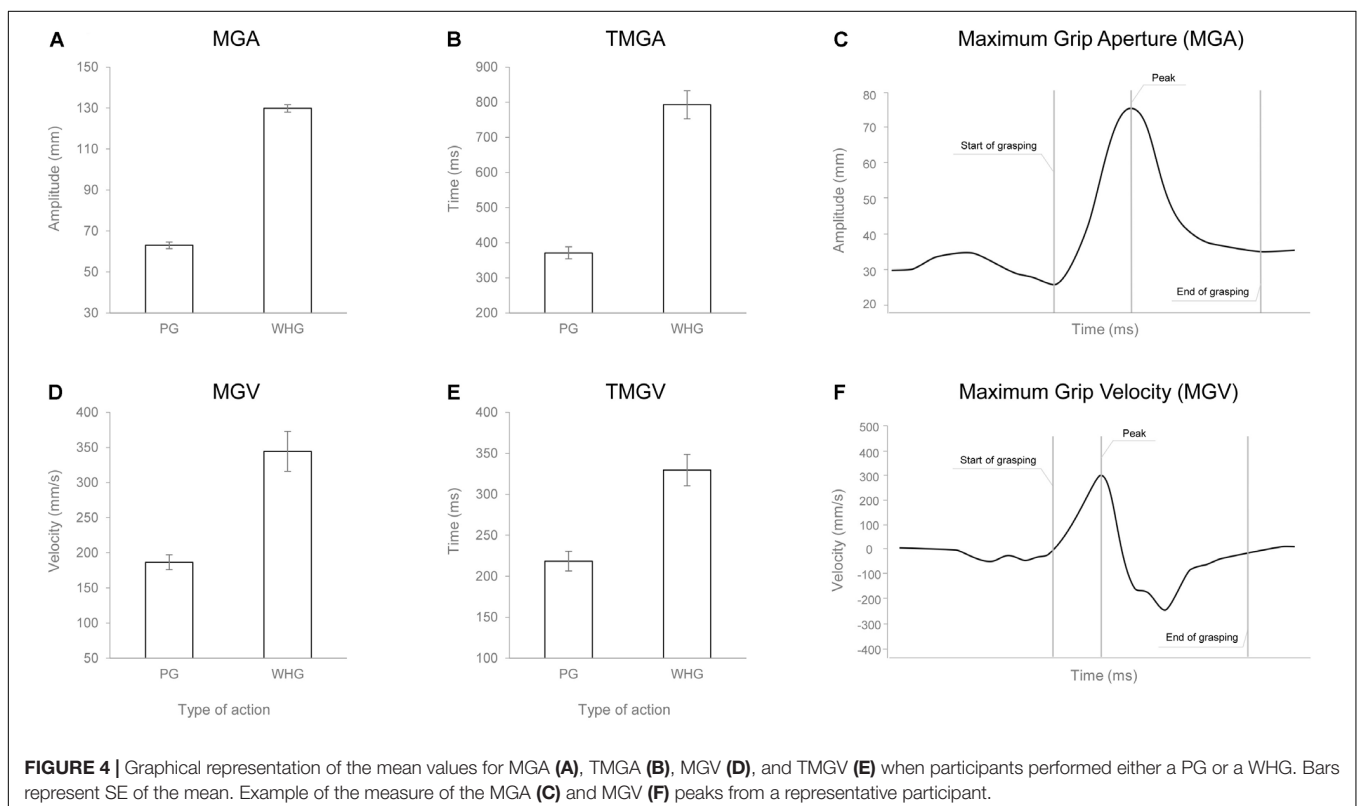 A
MGA
Amplitude (mm)
150
130
110
90
70
50
30
PG
WHG
B
TMGA
Time (ms)
900
800
700
600
500
400
300
200
PG
WHG
C
Maximum Grip Aperture (MGA)
Peak
Start of grasping
End of grasping
Amplitude (mm)
80
70
60
50
40
30
20
Time (ms)
D
MGV
Velocity (mm/s)
400
350
300
250
200
150
100
50
PG
WHG
Type of action
E
TMGV
Time (ms)
400
350
300
250
200
150
100
PG
WHG
Type of action
F
Maximum Grip Velocity (MGV)
Peak
Start of grasping
End of grasping
Velocity (mm/s)
500
400
300
200
100
0
-100
-200
-300
-400
Time (ms)
FIGURE 4 | Graphical representation of the mean values for MGA (A), TMGA (B), MGV (D), and TMGV (E) when participants performed either a PG or a WHG. Bars
represent SE of the mean. Example of the measure of the MGA (C) and MGV (F) peaks from a representative participant.